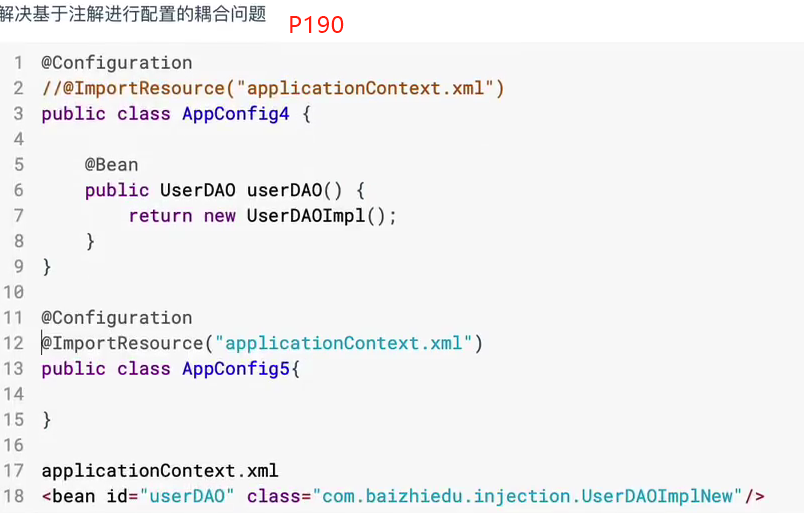 解决基于注解进行配置的耦合问题 P190
1 @Configuration
2 //@ImportResource("applicationContext.xml")
3 public class AppConfig4 {
4
5     @Bean
6     public UserDAO userDAO() {
7         return new UserDAOImpl();
8     }
9 }
10
11 @Configuration
12 @ImportResource("applicationContext.xml")
13 public class AppConfig5{
14
15 }
16
17 applicationContext.xml
18 <bean id="userDAO" class="com.baizhiedu.injection.UserDAOImplNew"/>